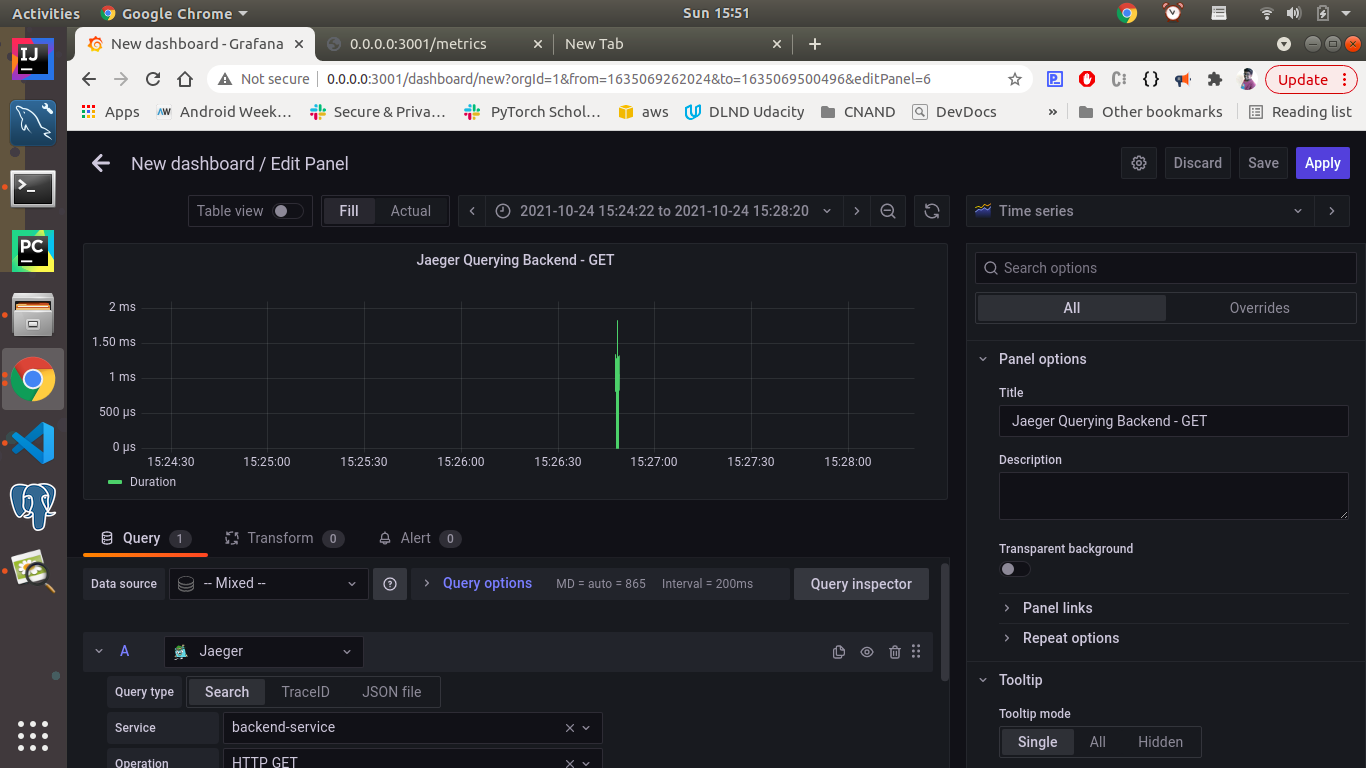 Activities Google Chrome Sun 15:51
New dashboard - Grafana 0.0.0.0:3001/metrics New Tab
Not secure 0.0.0.0:3001/dashboard/new?orgId=1&from=1635069262024&to=1635069500496&editPanel=6 Update
Apps AW Android Week… Secure & Priva… PyTorch Schol… aws DLND Udacity CNAND DevDocs » Other bookmarks Reading list
New dashboard / Edit Panel Discard Save Apply
Table view Fill Actual 2021-10-24 15:24:22 to 2021-10-24 15:28:20 Time series
Jaeger Querying Backend - GET
2 ms
1.50 ms
1 ms
500 µs
0 µs
15:24:30 15:25:00 15:25:30 15:26:00 15:26:30 15:27:00 15:27:30 15:28:00
Duration
Query 1 Transform 0 Alert 0
Data source -- Mixed -- Query options MD = auto = 865 Interval = 200ms Query inspector
A Jaeger
Query type Search TraceID JSON file
Service backend-service
Operation HTTP GET
Search options
All Overrides
Panel options
Title
Jaeger Querying Backend - GET
Description
Transparent background
Panel links
Repeat options
Tooltip
Tooltip mode
Single All Hidden
IJ
PC